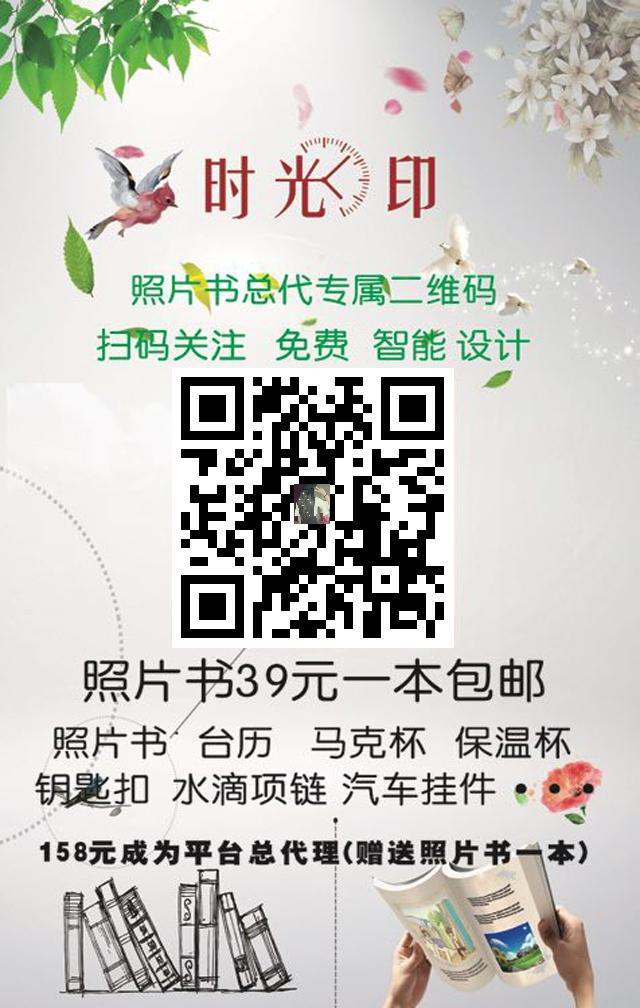 时光印
照片书总代专属二维码
扫码关注 免费 智能 设计
照片书39元一本包邮
照片书 台历 马克杯 保温杯
钥匙扣 水滴项链 汽车挂件
158元成为平台总代理(赠送照片书一本)